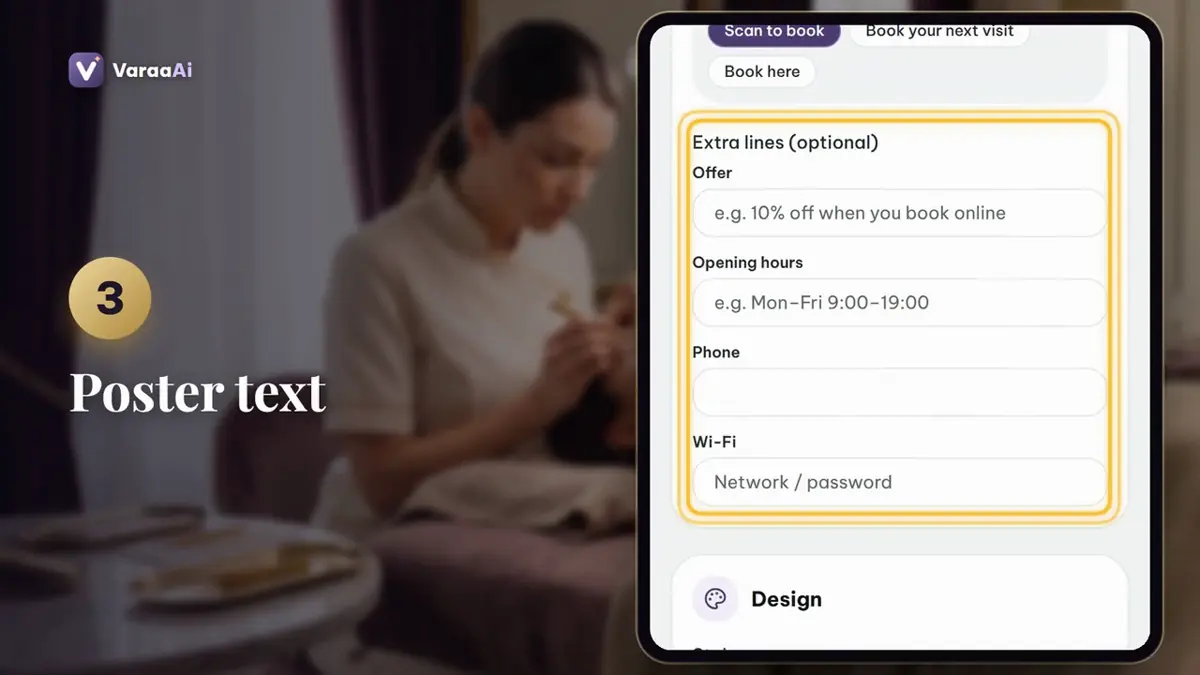 VaraaAi
3
Poster text
Scan to book
Book your next visit
Book here
Extra lines (optional)
Offer
e.g. 10% off when you book online
Opening hours
e.g. Mon–Fri 9:00–19:00
Phone
Wi-Fi
Network / password
Design